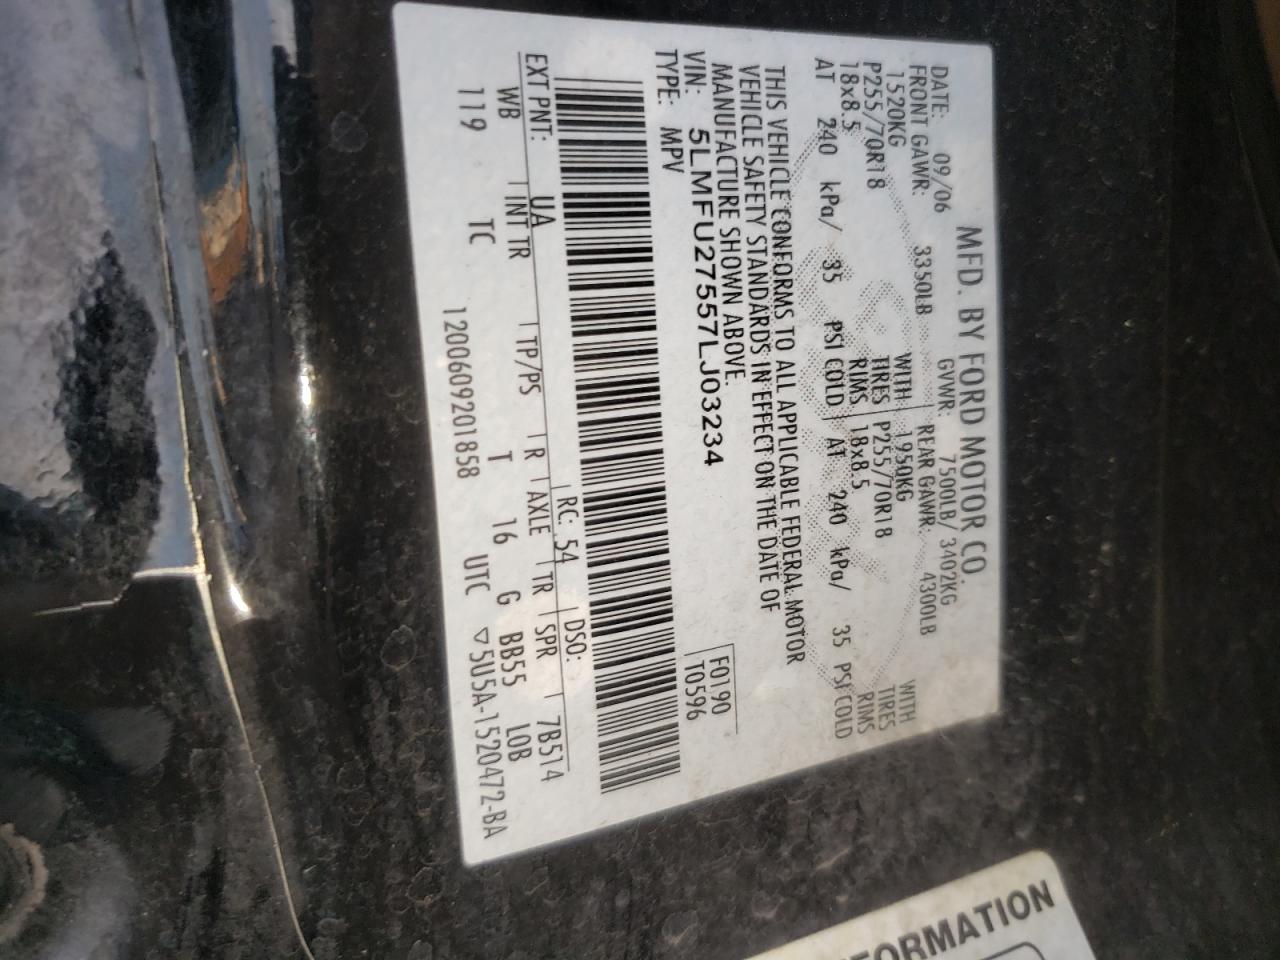 MFD. BY FORD MOTOR CO.
DATE: 09/06 GVWR: 7500LB/ 3402KG
FRONT GAWR: 3350LB REAR GAWR: 4300LB
1520KG WITH 1950KG WITH
P255/70R18 TIRES P255/70R18 TIRES
18x8.5 RIMS 18x8.5 RIMS
AT 240 kPa/ 35 PSI COLD AT 240 kPa/ 35 PSI COLD
THIS VEHICLE CONFORMS TO ALL APPLICABLE FEDERAL MOTOR
VEHICLE SAFETY STANDARDS IN EFFECT ON THE DATE OF
MANUFACTURE SHOWN ABOVE.
VIN: 5LMFU27557LJ03234 F0190
TYPE: MPV T0596
RC: 54 DSO:
EXT PNT: UA 7B514
WB INT TR TP/PS R AXLE TR SPR
119 TC T 16 G BB55 LOB
12006092018​58 UTC ▽5U5A-1520472-BA
FORMATION